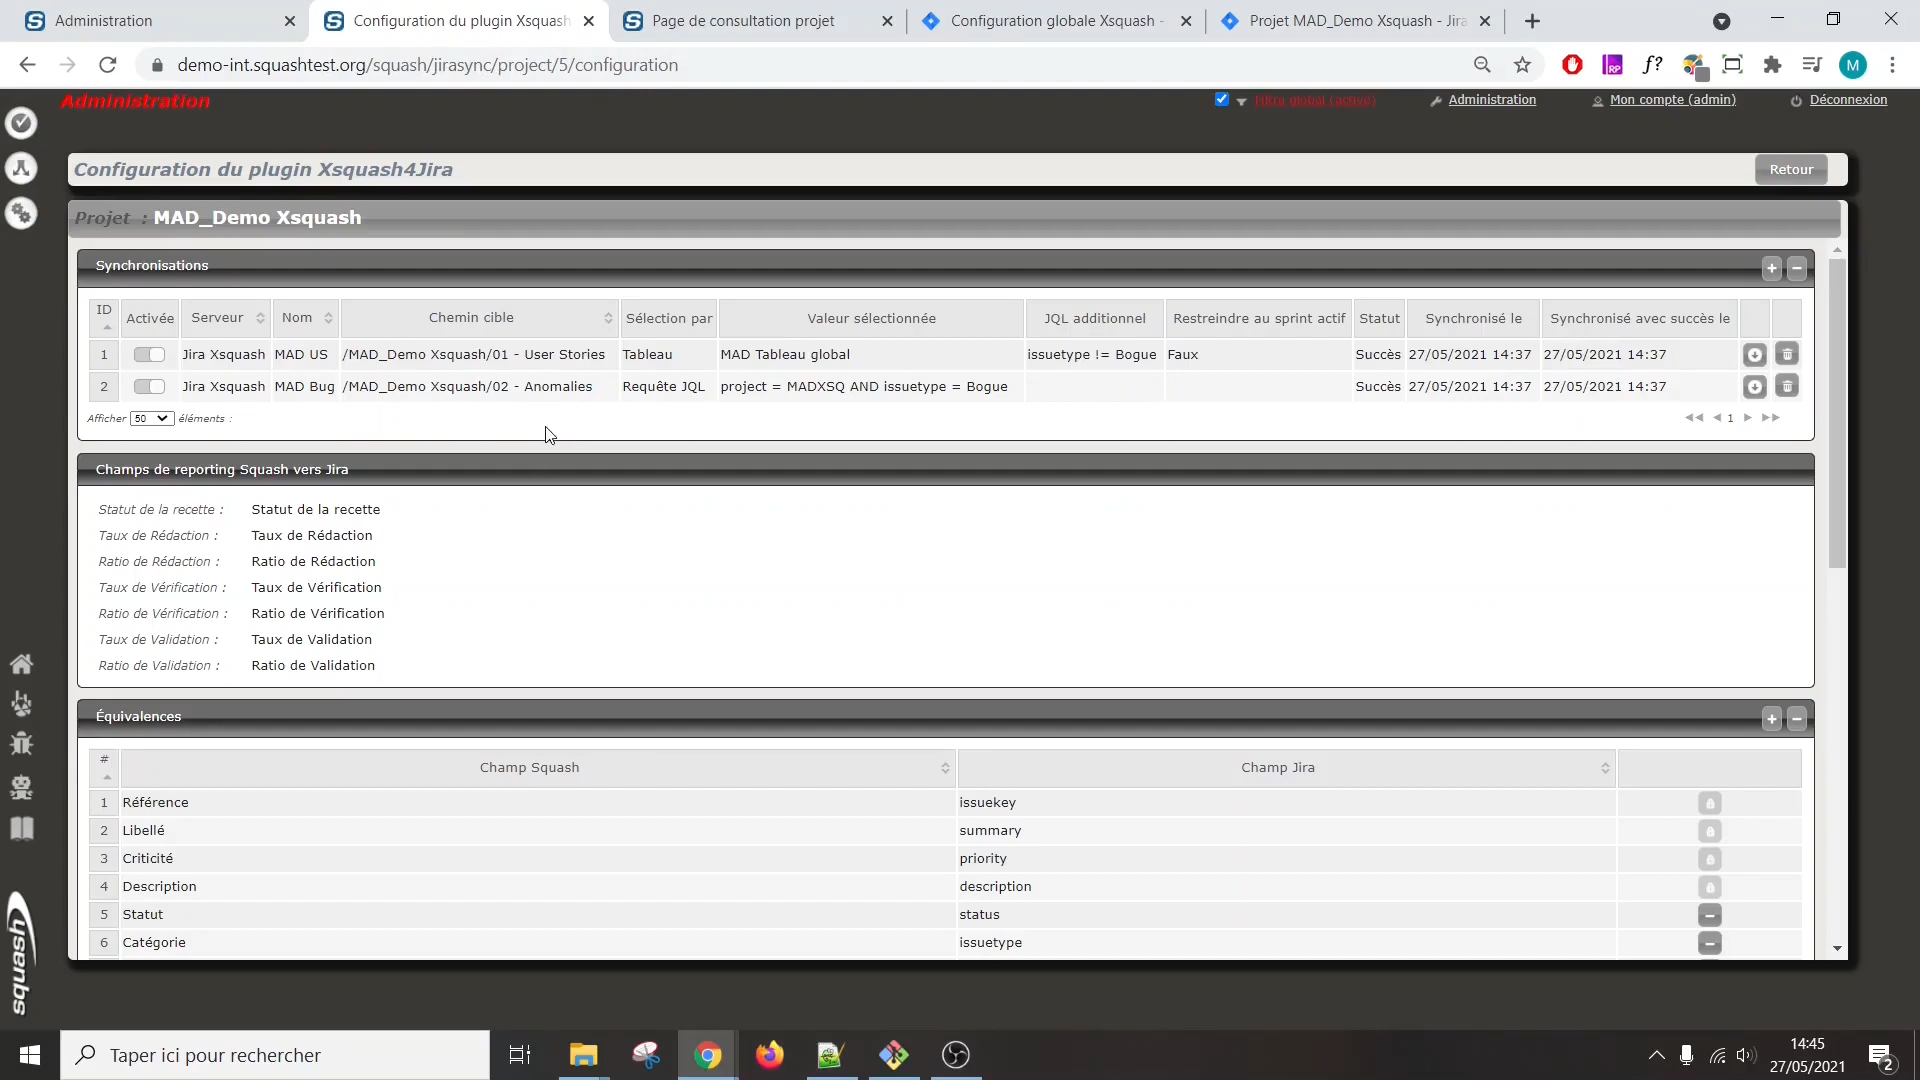 Administration
Configuration du plugin Xsquash
Page de consultation projet
Configuration globale Xsquash -
Projet MAD_Demo Xsquash - Jira
demo-int.squashtest.org/squash/jirasync/project/5/configuration
RP
f?
M
Administration
Filtre global (activé)
Administration
Mon compte (admin)
Déconnexion
Configuration du plugin Xsquash4Jira
Retour
Projet : MAD_Demo Xsquash
Synchronisations
ID Activée Serveur Nom Chemin cible Sélection par Valeur sélectionnée JQL additionnel Restreindre au sprint actif Statut Synchronisé le Synchronisé avec succès le
1 Jira Xsquash MAD US /MAD_Demo Xsquash/01 - User Stories Tableau MAD Tableau global issuetype != Bogue Faux Succès 27/05/2021 14:37 27/05/2021 14:37
2 Jira Xsquash MAD Bug /MAD_Demo Xsquash/02 - Anomalies Requête JQL project = MADXSQ AND issuetype = Bogue Succès 27/05/2021 14:37 27/05/2021 14:37
Afficher 50 éléments :
1
Champs de reporting Squash vers Jira
Statut de la recette : Statut de la recette
Taux de Rédaction : Taux de Rédaction
Ratio de Rédaction : Ratio de Rédaction
Taux de Vérification : Taux de Vérification
Ratio de Vérification : Ratio de Vérification
Taux de Validation : Taux de Validation
Ratio de Validation : Ratio de Validation
Équivalences
# Champ Squash Champ Jira
1 Référence issuekey
2 Libellé summary
3 Criticité priority
4 Description description
5 Statut status
6 Catégorie issuetype
squash
Taper ici pour rechercher
14:45
27/05/2021
2